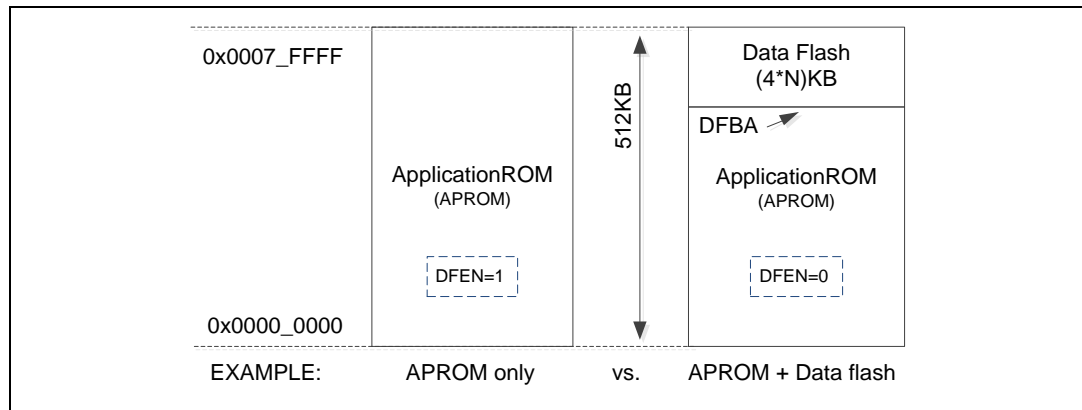 0x0007_FFFF
Data Flash
(4*N)KB
512KB
DFBA
ApplicationROM
(APROM)
ApplicationROM
(APROM)
DFEN=1
DFEN=0
0x0000_0000
EXAMPLE: APROM only vs. APROM + Data flash